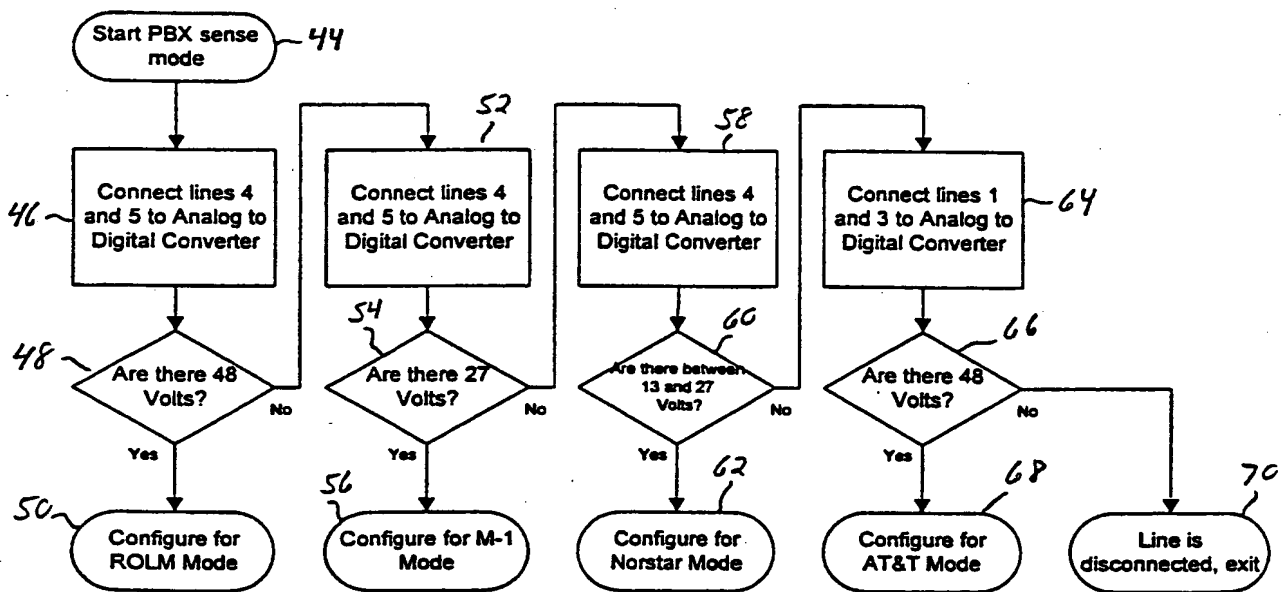 Start PBX sense
mode
44
46
Connect lines 4
and 5 to Analog to
Digital Converter
52
Connect lines 4
and 5 to Analog to
Digital Converter
58
Connect lines 4
and 5 to Analog to
Digital Converter
64
Connect lines 1
and 3 to Analog to
Digital Converter
48
Are there 48
Volts?
No
Yes
54
Are there 27
Volts?
No
Yes
60
Are there between
13 and 27
Volts?
No
Yes
66
Are there 48
Volts?
No
Yes
50
Configure for
ROLM Mode
56
Configure for M-1
Mode
62
Configure for
Norstar Mode
68
Configure for
AT&T Mode
70
Line is
disconnected, exit